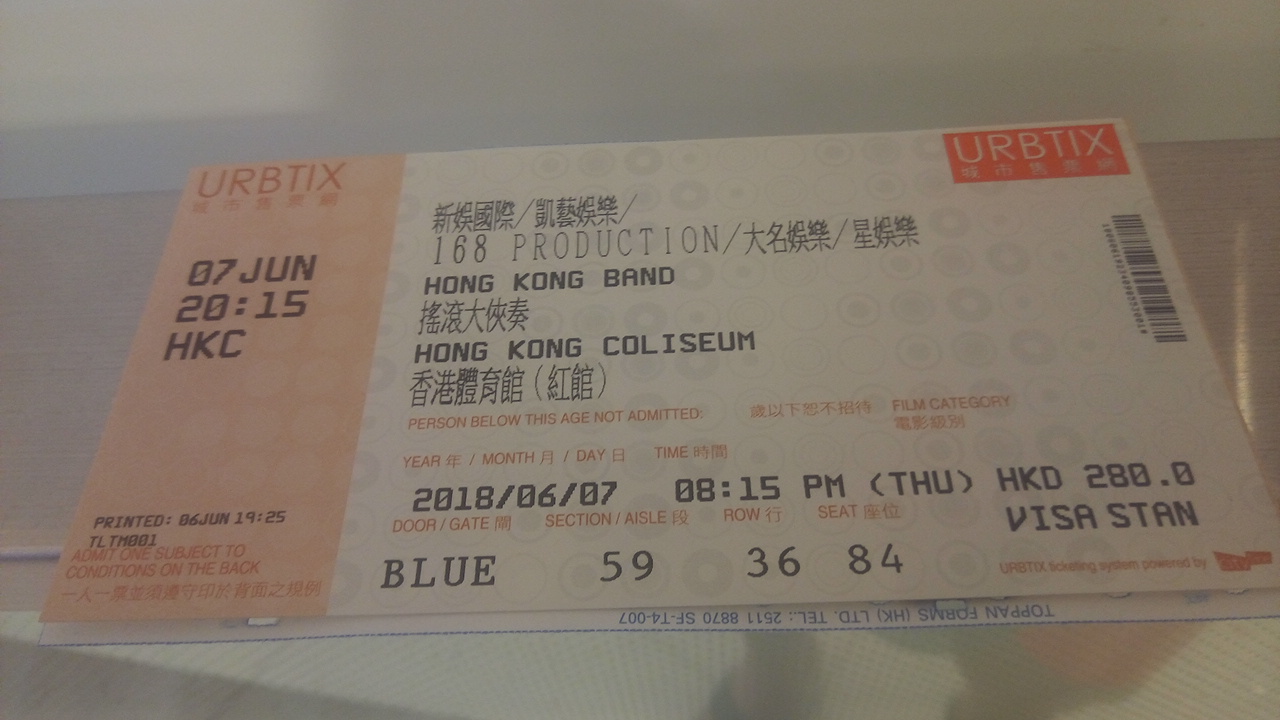 URBTIX
城市售票網
07JUN
20:15
HKC
PRINTED: 06JUN 19:25
TLTM001
ADMIT ONE SUBJECT TO
CONDITIONS ON THE BACK
一人一票並須遵守印於背面之規例
URBTIX
城市售票網
新娛國際/凱藝娛樂/
168 PRODUCTION/大名娛樂/星娛樂
HONG KONG BAND
搖滾大俠奏
HONG KONG COLISEUM
香港體育館(紅館)
PERSON BELOW THIS AGE NOT ADMITTED: 歲以下恕不招待 FILM CATEGORY
電影級別
YEAR 年 / MONTH 月 / DAY 日 TIME 時間
2018/06/07 08:15 PM (THU) HKD 280.0
DOOR / GATE 閘 SECTION / AISLE 段 ROW 行 SEAT 座位 VISA STAN
BLUE 59 36 84
URBTIX ticketing system powered by
TOPPAN FORMS (HK) LTD. TEL: 2511 8870 SF-T4-007